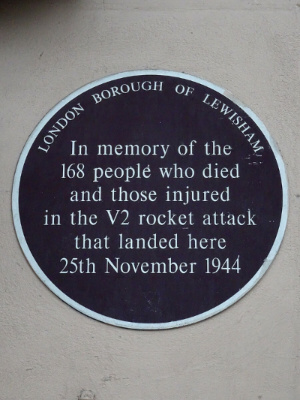 LONDON BOROUGH OF LEWISHAM
In memory of the
168 people who died
and those injured
in the V2 rocket attack
that landed here
25th November 1944